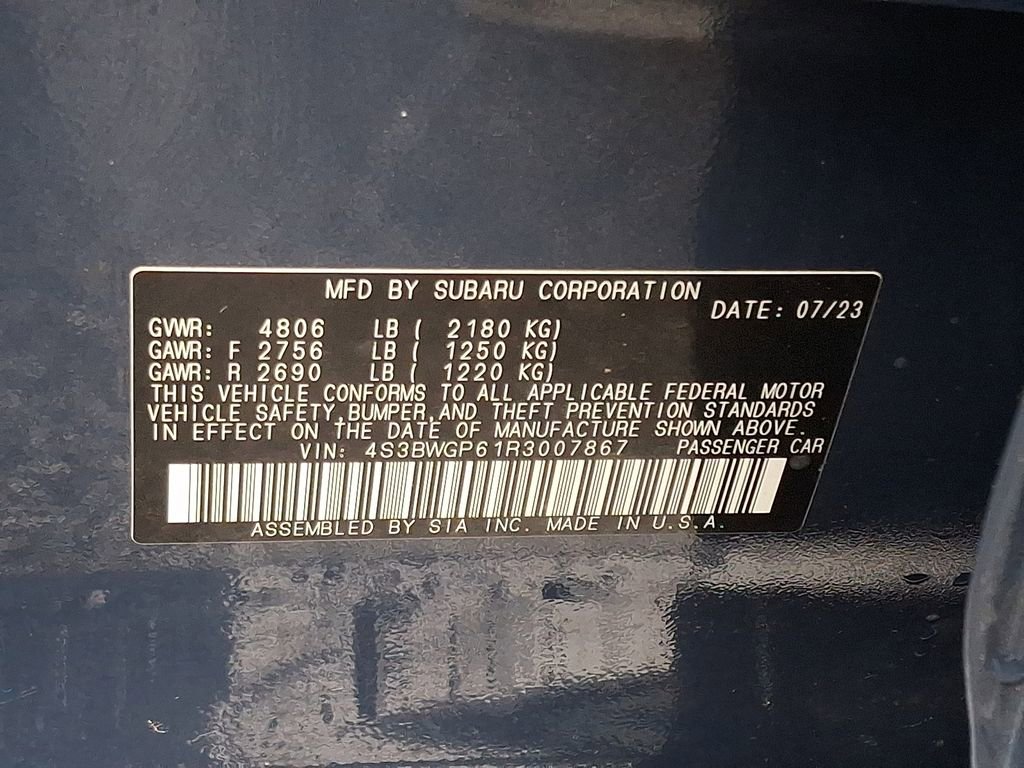 MFD BY SUBARU CORPORATION
DATE: 07/23
GVWR: 4806 LB ( 2180 KG)
GAWR: F 2756 LB ( 1250 KG)
GAWR: R 2690 LB ( 1220 KG)
THIS VEHICLE CONFORMS TO ALL APPLICABLE FEDERAL MOTOR
VEHICLE SAFETY,BUMPER,AND THEFT PREVENTION STANDARDS
IN EFFECT ON THE DATE OF MANUFACTURE SHOWN ABOVE.
VIN: 4S3BWGP61R3007867 PASSENGER CAR
ASSEMBLED BY SIA INC. MADE IN U.S.A.